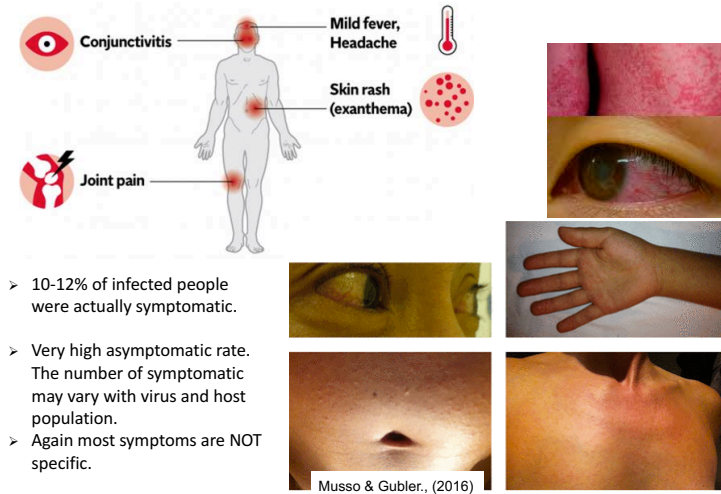 Conjunctivitis
Mild fever,
Headache
Skin rash
(exanthema)
Joint pain
➢ 10-12% of infected people
were actually symptomatic.
➢ Very high asymptomatic rate.
The number of symptomatic
may vary with virus and host
population.
➢ Again most symptoms are NOT
specific.
Musso & Gubler., (2016)